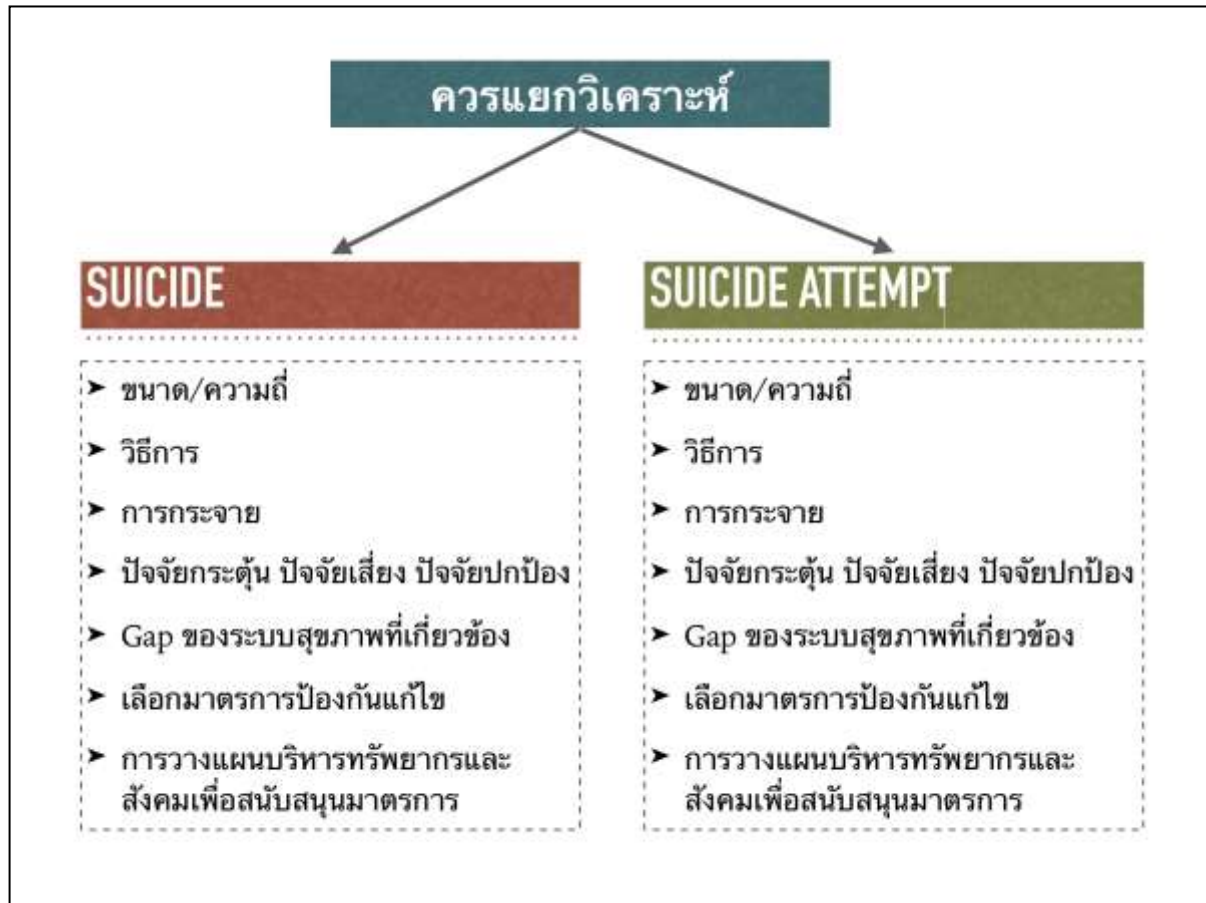 ควรแยกวิเคราะห์
SUICIDE
➤ ขนาด/ความถี่
➤ วิธีการ
➤ การกระจาย
➤ ปัจจัยกระตุ้น ปัจจัยเสี่ยง ปัจจัยปกป้อง
➤ Gap ของระบบสุขภาพที่เกี่ยวข้อง
➤ เลือกมาตรการป้องกันแก้ไข
➤ การวางแผนบริหารทรัพยากรและ
สังคมเพื่อสนับสนุนมาตรการ
SUICIDE ATTEMPT
➤ ขนาด/ความถี่
➤ วิธีการ
➤ การกระจาย
➤ ปัจจัยกระตุ้น ปัจจัยเสี่ยง ปัจจัยปกป้อง
➤ Gap ของระบบสุขภาพที่เกี่ยวข้อง
➤ เลือกมาตรการป้องกันแก้ไข
➤ การวางแผนบริหารทรัพยากรและ
สังคมเพื่อสนับสนุนมาตรการ